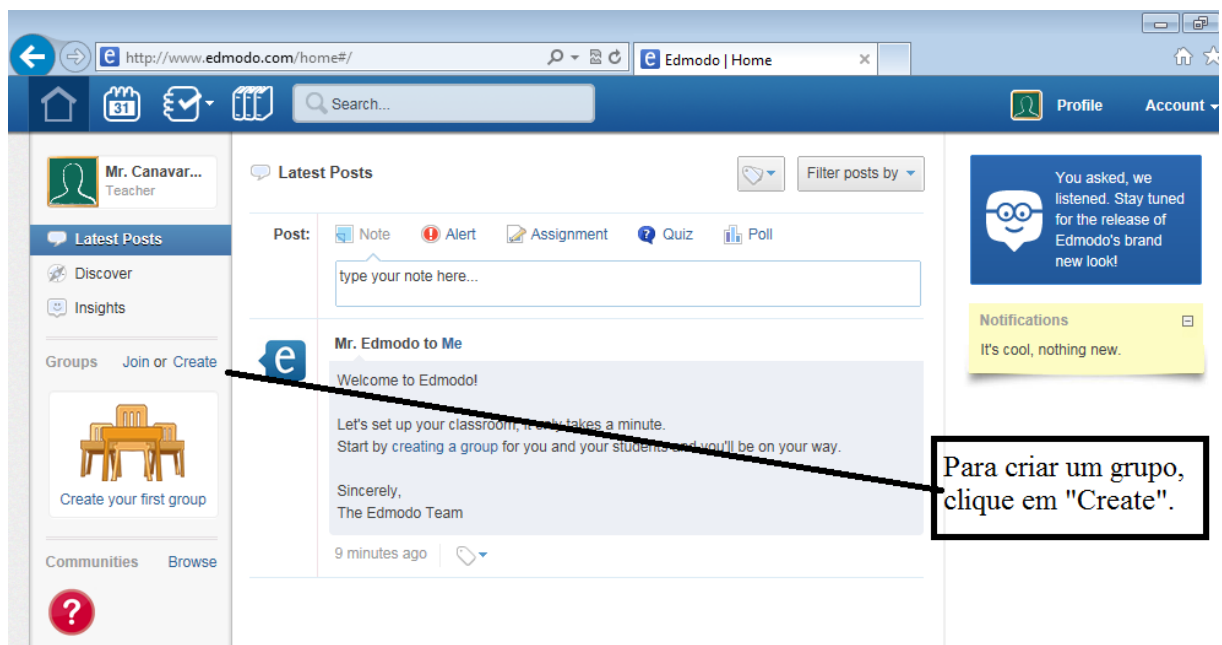 http://www.edmodo.com/home#/
Edmodo | Home
31
Search...
Profile
Account
Mr. Canavar...
Teacher
Latest Posts
Discover
Insights
Groups Join or Create
Create your first group
Communities Browse
?
Latest Posts
Filter posts by
Post: Note Alert Assignment Quiz Poll
type your note here...
Mr. Edmodo to Me
Welcome to Edmodo!
Let's set up your classroom, it only takes a minute.
Start by creating a group for you and your students and you'll be on your way.
Sincerely,
The Edmodo Team
9 minutes ago
You asked, we
listened. Stay tuned
for the release of
Edmodo's brand
new look!
Notifications
It's cool, nothing new.
Para criar um grupo,
clique em "Create".